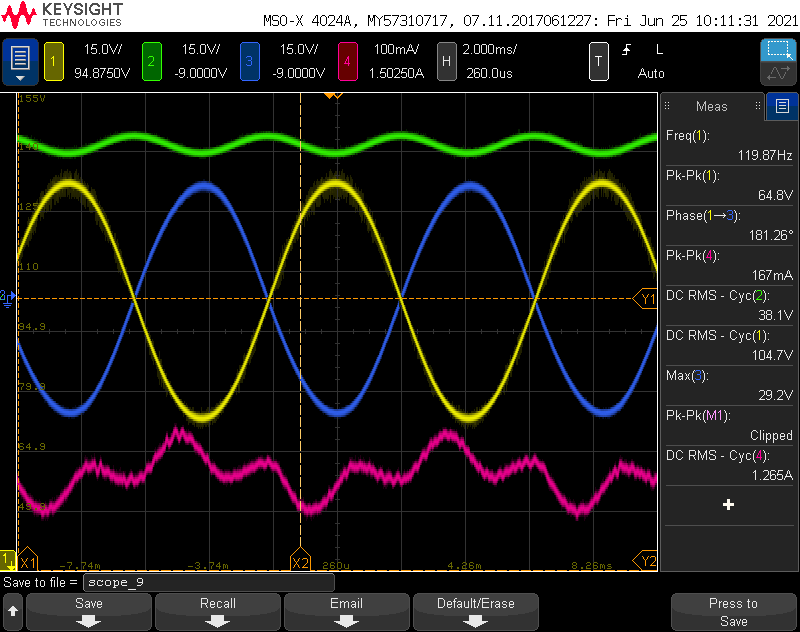 KEYSIGHT
TECHNOLOGIES
MSO-X 4024A, MY57310717, 07.11.2017061227: Fri Jun 25 10:11:31 2021
1 15.0V/ 2 15.0V/ 3 15.0V/ 4 100mA/ H 2.000ms/ T L
94.8750V -9.0000V -9.0000V 1.50250A 260.0us Auto
155V
140
125
110
94.9
79.9
64.9
49.9
Y1
Y2
X1
X2
-7.74m -3.74m 260u 4.26m 8.26ms
Meas
Freq(1):
119.87Hz
Pk-Pk(1):
64.8V
Phase(1→3):
181.26°
Pk-Pk(4):
167mA
DC RMS - Cyc(2):
38.1V
DC RMS - Cyc(1):
104.7V
Max(3):
29.2V
Pk-Pk(M1):
Clipped
DC RMS - Cyc(4):
1.265A
Save to file = scope_9
Save Recall Email Default/Erase Press to
Save